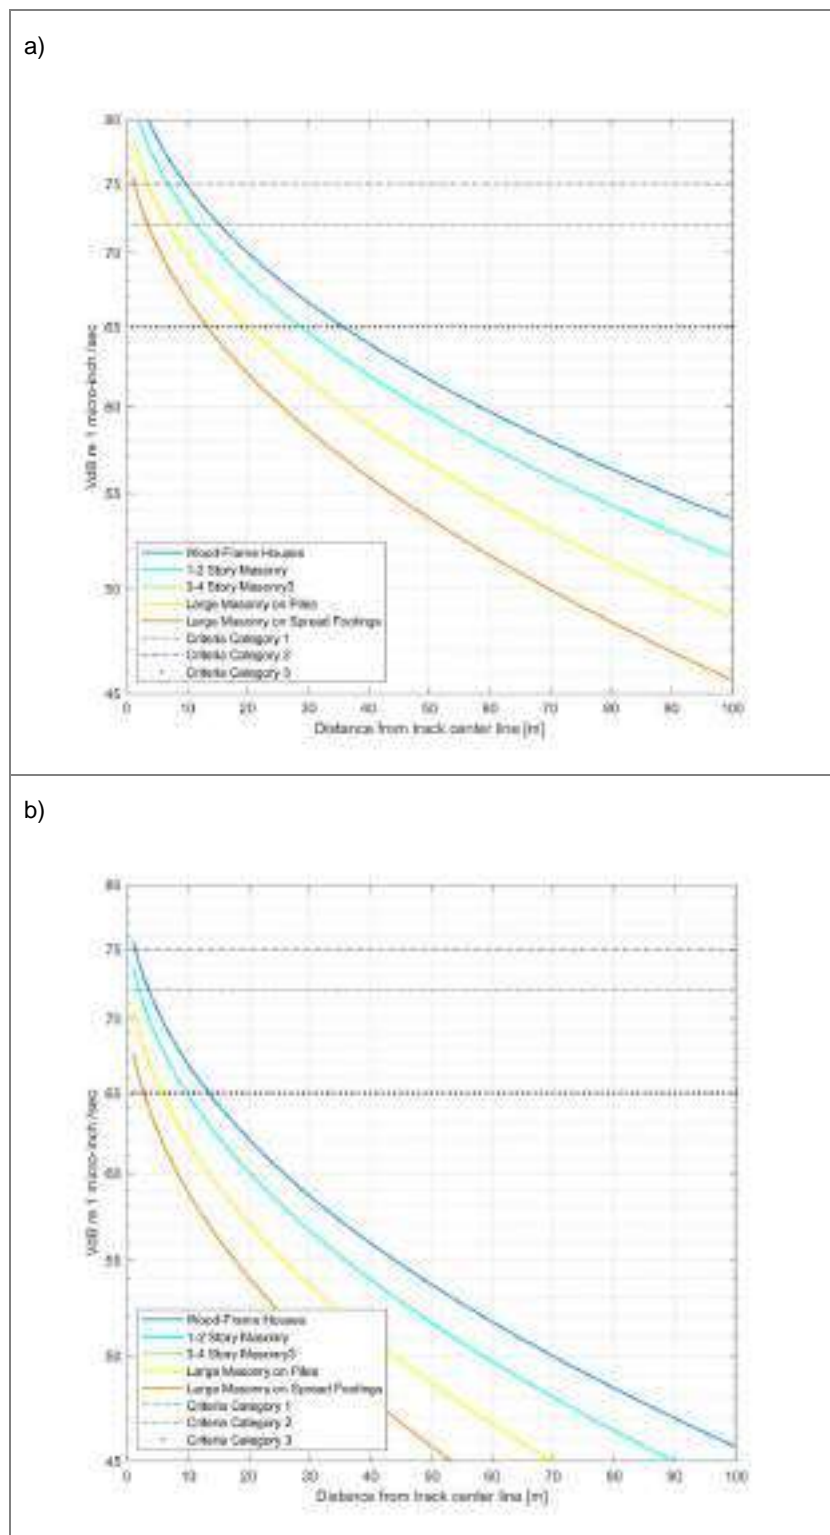 a)
80
75
70
65
60
55
50
45
VdB re 1 micro-inch /sec
Wood-Frame Houses
1-2 Story Masonry
3-4 Story Masonry3
Large Masonry on Piles
Large Masonry on Spread Footings
Criteria Category 1
Criteria Category 2
Criteria Category 3
0 10 20 30 40 50 60 70 80 90 100
Distance from track center line [m]
b)
80
75
70
65
60
55
50
45
VdB re 1 micro-inch /sec
Wood-Frame Houses
1-2 Story Masonry
3-4 Story Masonry3
Large Masonry on Piles
Large Masonry on Spread Footings
Criteria Category 1
Criteria Category 2
Criteria Category 3
0 10 20 30 40 50 60 70 80 90 100
Distance from track center line [m]